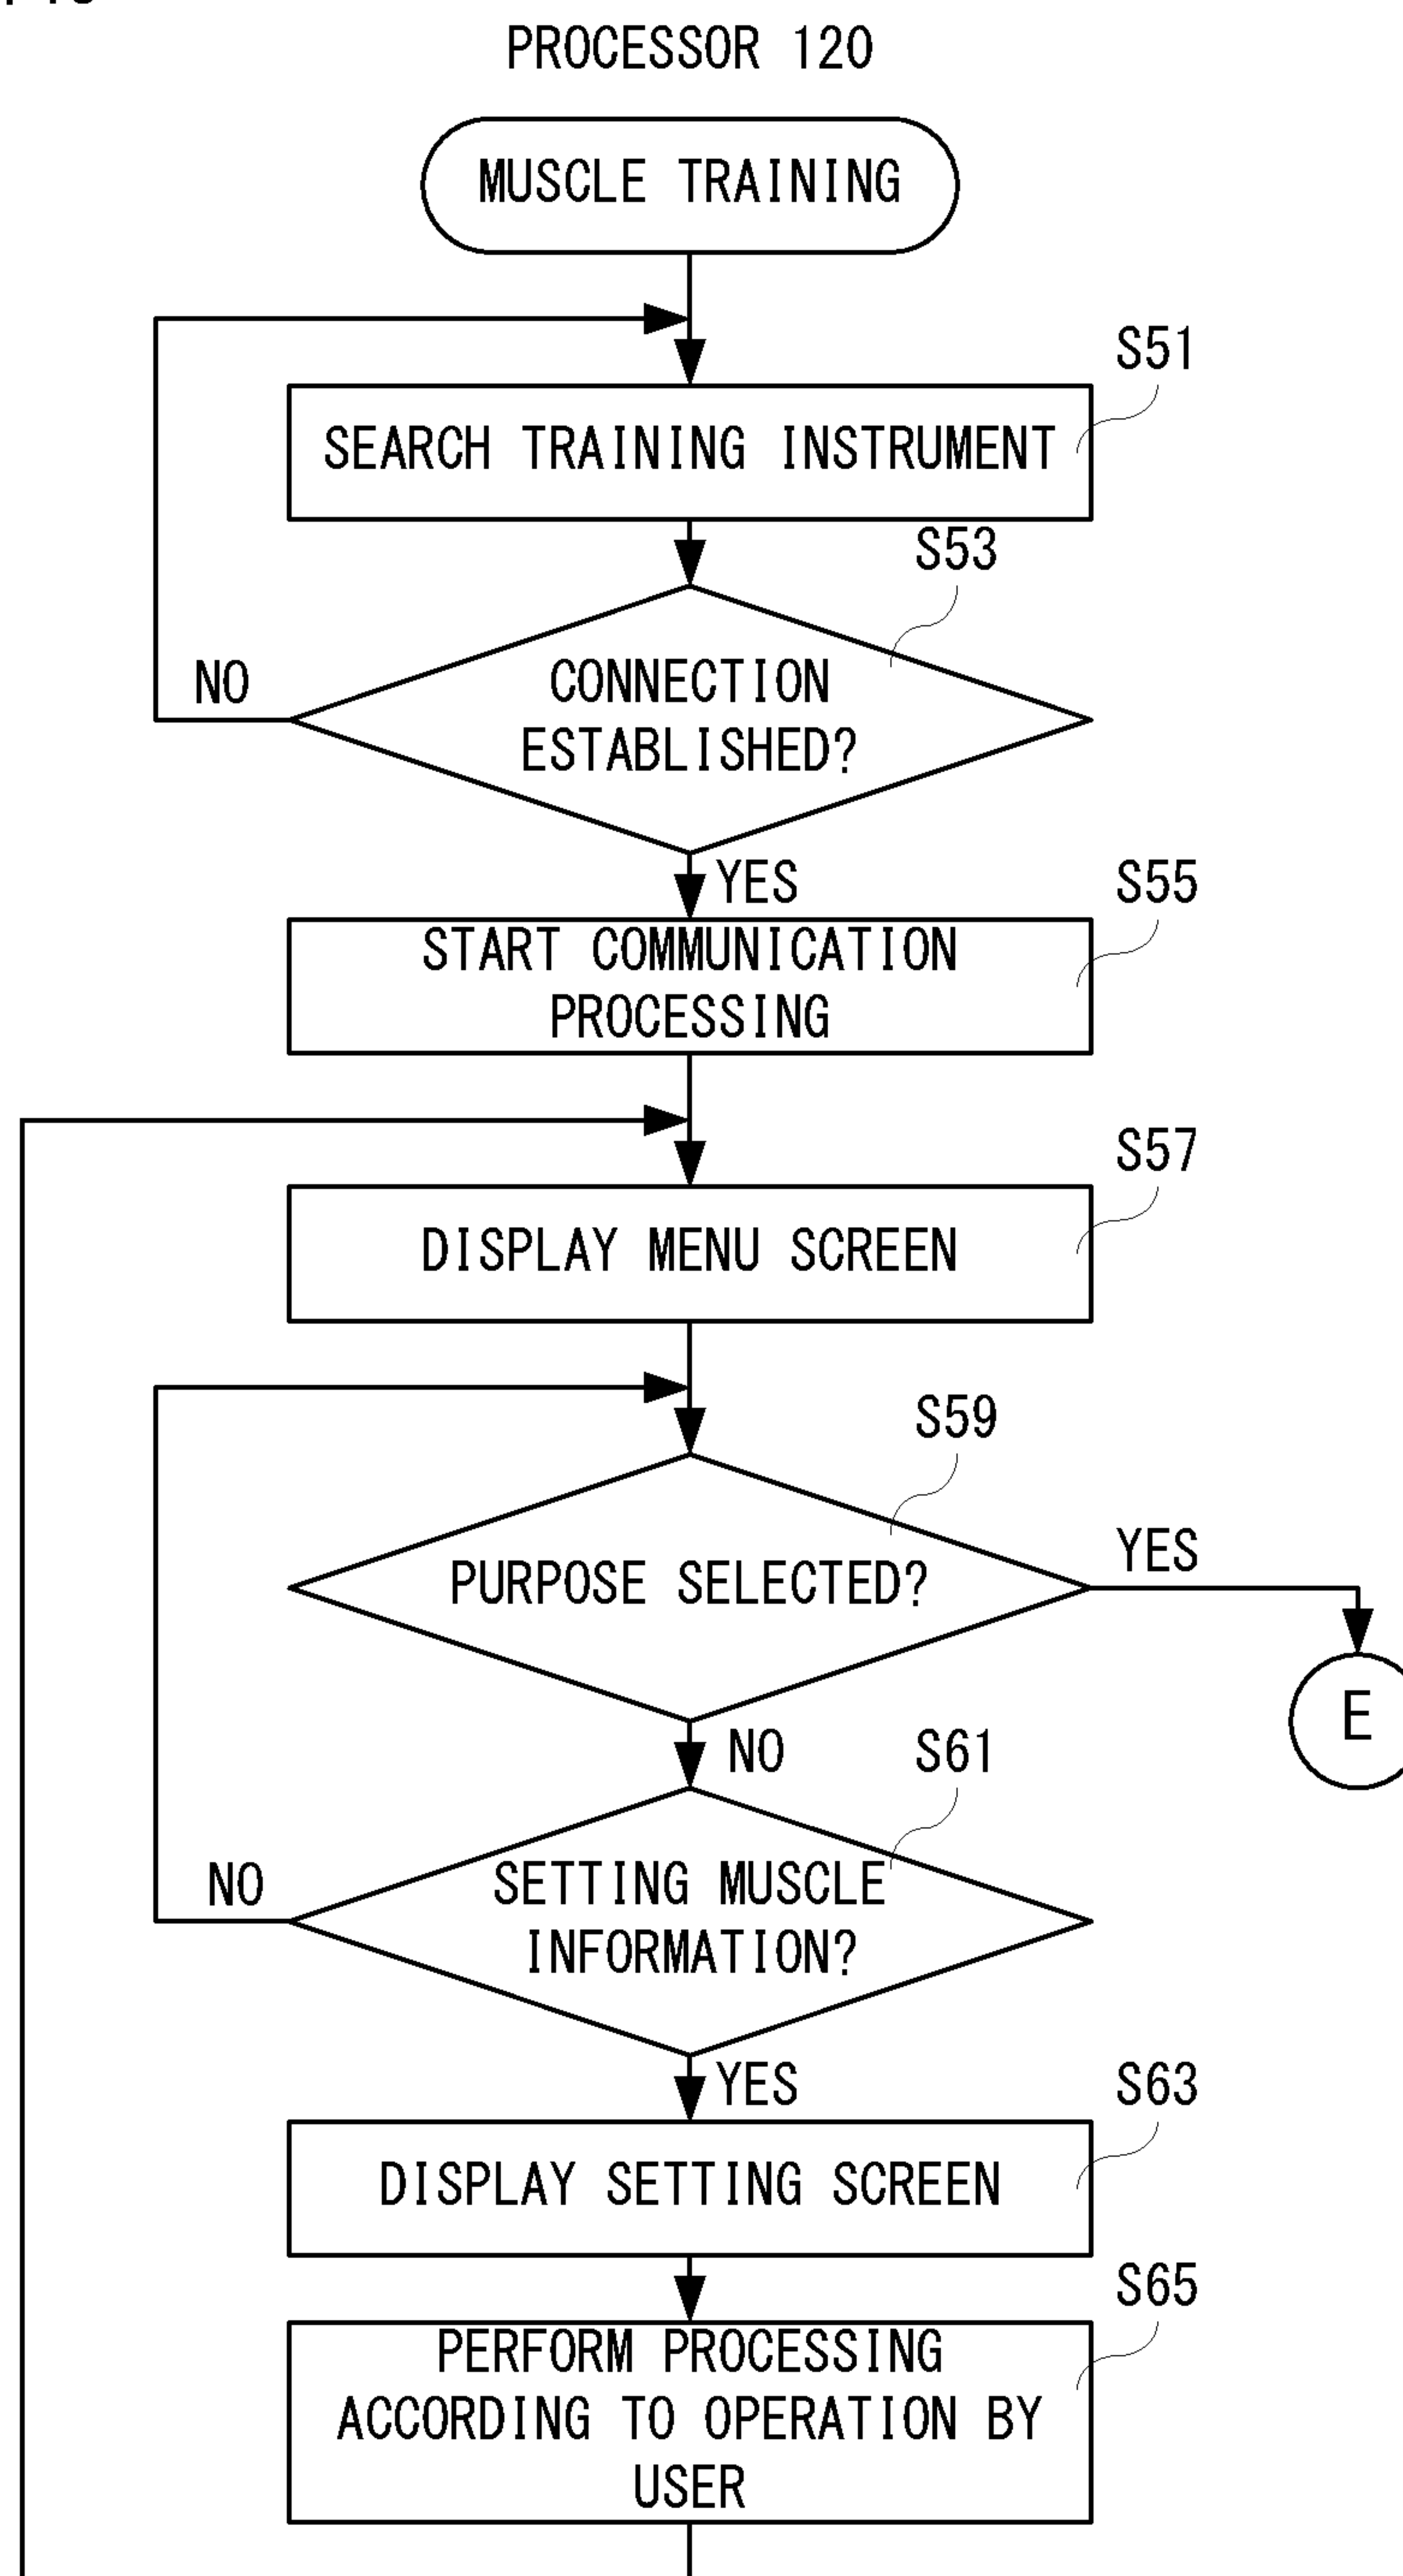 PROCESSOR 120
MUSCLE TRAINING
S51
SEARCH TRAINING INSTRUMENT
S53
CONNECTION
ESTABLISHED?
NO
YES
S55
START COMMUNICATION
PROCESSING
S57
DISPLAY MENU SCREEN
S59
PURPOSE SELECTED?
YES
E
NO
S61
SETTING MUSCLE
INFORMATION?
NO
YES
S63
DISPLAY SETTING SCREEN
S65
PERFORM PROCESSING
ACCORDING TO OPERATION BY
USER